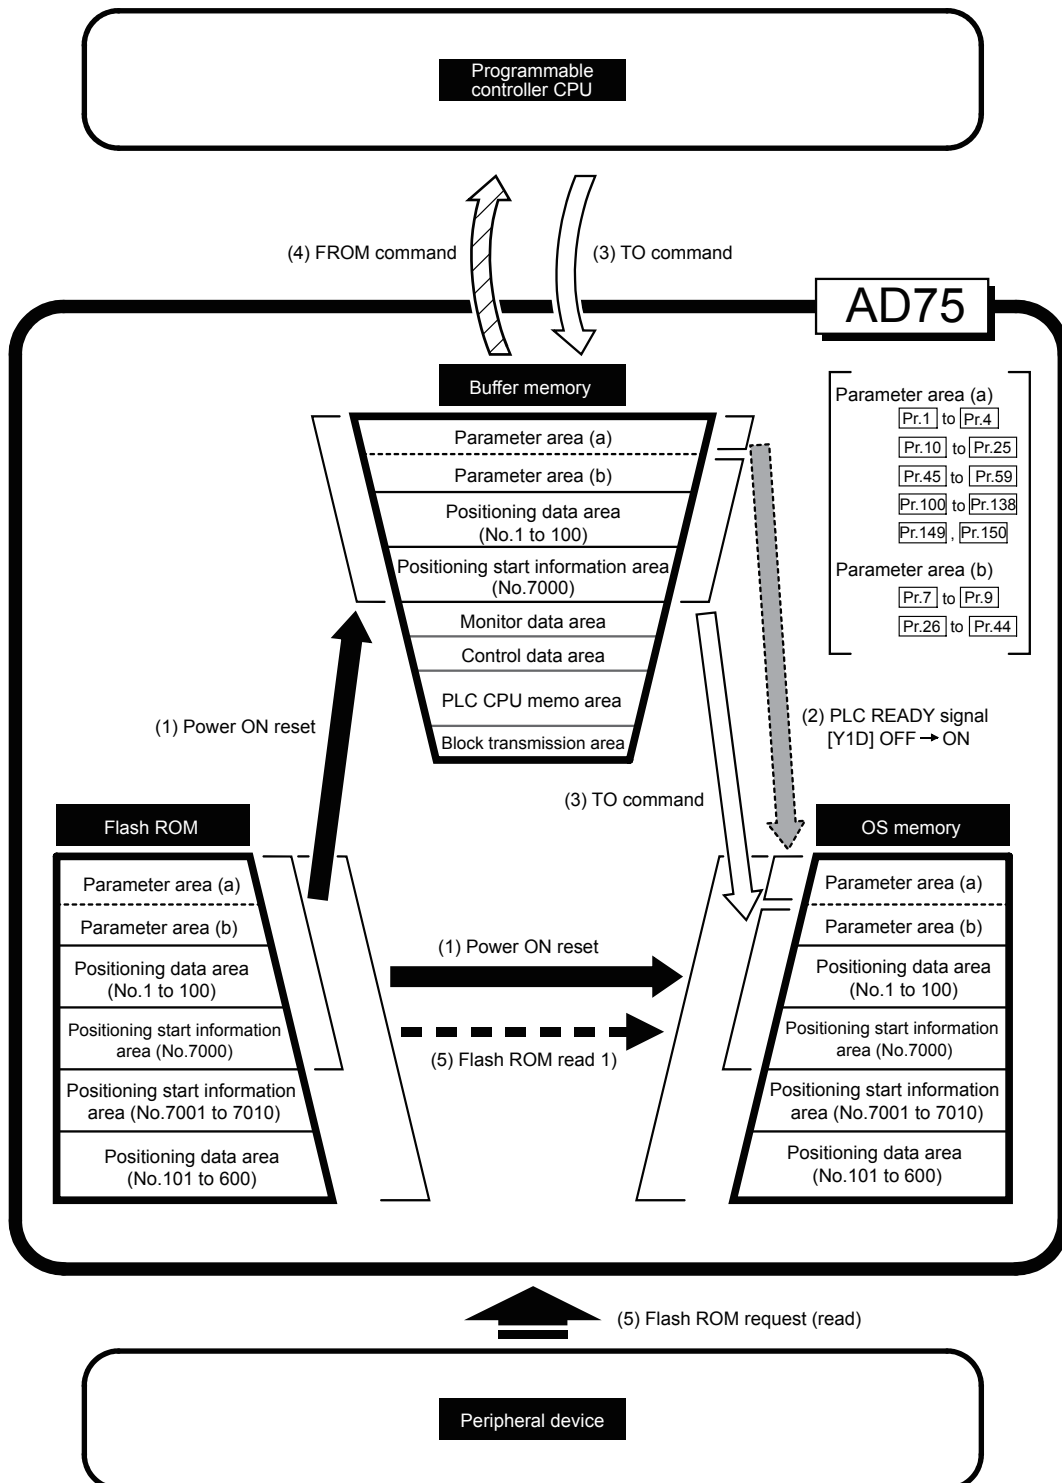 Programmable
controller CPU
(4) FROM command
(3) TO command
AD75
Buffer memory
Parameter area (a)
Parameter area (b)
Positioning data area
(No.1 to 100)
Positioning start information area
(No.7000)
Monitor data area
Control data area
PLC CPU memo area
Block transmission area
Parameter area (a)
Pr.1 to Pr.4
Pr.10 to Pr.25
Pr.45 to Pr.59
Pr.100 to Pr.138
Pr.149 , Pr.150
Parameter area (b)
Pr.7 to Pr.9
Pr.26 to Pr.44
(1) Power ON reset
(2) PLC READY signal
[Y1D] OFF → ON
(3) TO command
Flash ROM
Parameter area (a)
Parameter area (b)
Positioning data area
(No.1 to 100)
Positioning start information
area (No.7000)
Positioning start information
area (No.7001 to 7010)
Positioning data area
(No.101 to 600)
(1) Power ON reset
(5) Flash ROM read 1)
OS memory
Parameter area (a)
Parameter area (b)
Positioning data area
(No.1 to 100)
Positioning start information
area (No.7000)
Positioning start information
area (No.7001 to 7010)
Positioning data area
(No.101 to 600)
(5) Flash ROM request (read)
Peripheral device